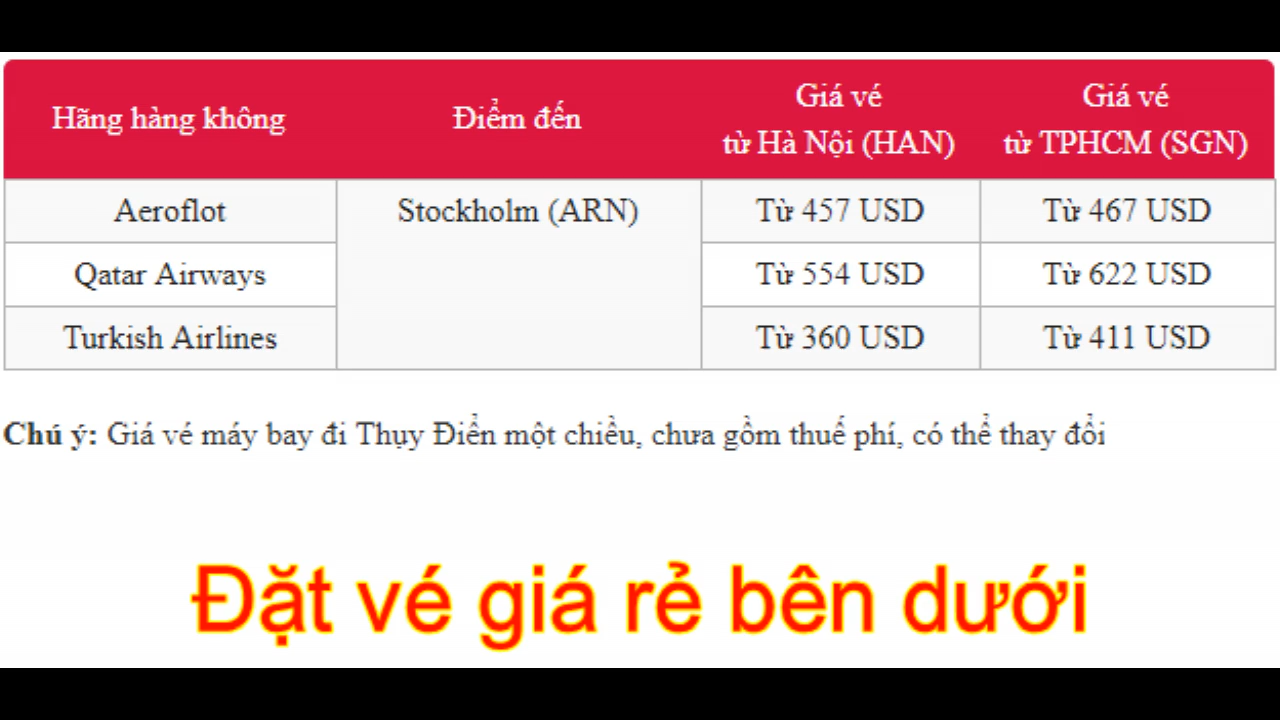 Hãng hàng không
Điểm đến
Giá vé
từ Hà Nội (HAN)
Giá vé
từ TPHCM (SGN)
Aeroflot
Stockholm (ARN)
Từ 457 USD
Từ 467 USD
Qatar Airways
Từ 554 USD
Từ 622 USD
Turkish Airlines
Từ 360 USD
Từ 411 USD
Chú ý: Giá vé máy bay đi Thụy Điển một chiều, chưa gồm thuế phí, có thể thay đổi
Đặt vé giá rẻ bên dưới